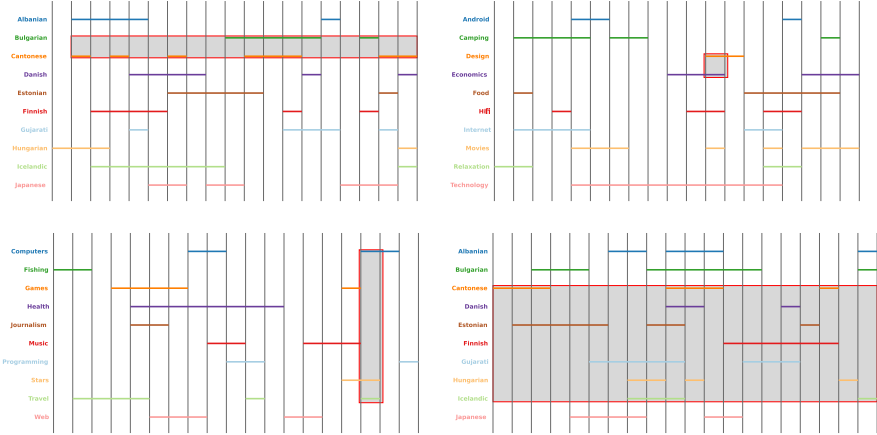 Albanian
Bulgarian
Cantonese
Danish
Estonian
Finnish
Gujarati
Hungarian
Icelandic
Japanese
Android
Camping
Design
Economics
Food
Hifi
Internet
Movies
Relaxation
Technology
Computers
Fishing
Games
Health
Journalism
Music
Programming
Stars
Travel
Web
Albanian
Bulgarian
Cantonese
Danish
Estonian
Finnish
Gujarati
Hungarian
Icelandic
Japanese